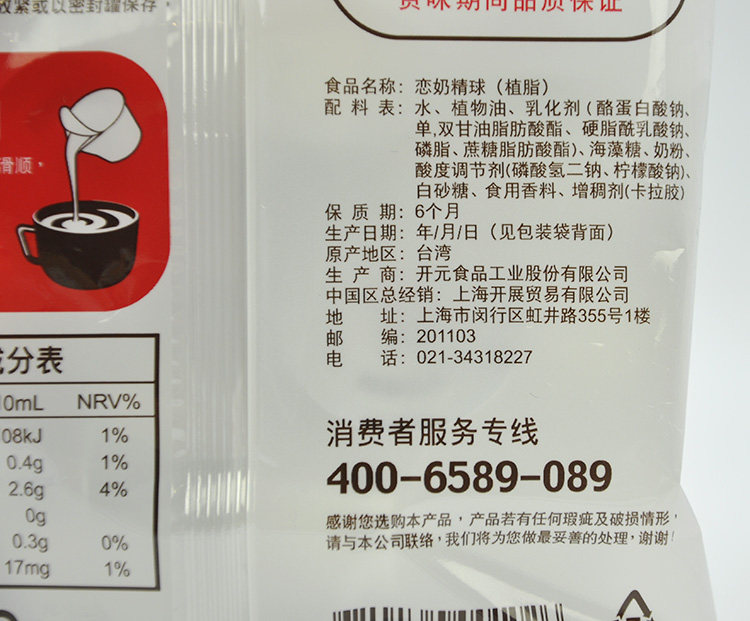 放紧或以密封罐保存，
赏味期间品质保证
滑顺，
成分表
0mL NRV%
08kJ 1%
0.4g 1%
2.6g 4%
0g
0.3g 0%
17mg 1%
食品名称：恋奶精球（植脂）
配料表：水、植物油、乳化剂（酪蛋白酸钠、
单,双甘油脂肪酸酯、硬脂酰乳酸钠、
磷脂、蔗糖脂肪酸酯)、海藻糖、奶粉、
酸度调节剂(磷酸氢二钠、柠檬酸钠)、
白砂糖、食用香料、增稠剂(卡拉胶)
保质期：6个月
生产日期：年/月/日（见包装袋背面）
原产地区：台湾
生产商：开元食品工业股份有限公司
中国区总经销：上海开展贸易有限公司
地址：上海市闵行区虹井路355号1楼
邮编：201103
电话：021-34318227
消费者服务专线
400-6589-089
感谢您选购本产品，产品若有任何瑕疵及破损情形，
请与本公司联络，我们将为您做最妥善的处理，谢谢！